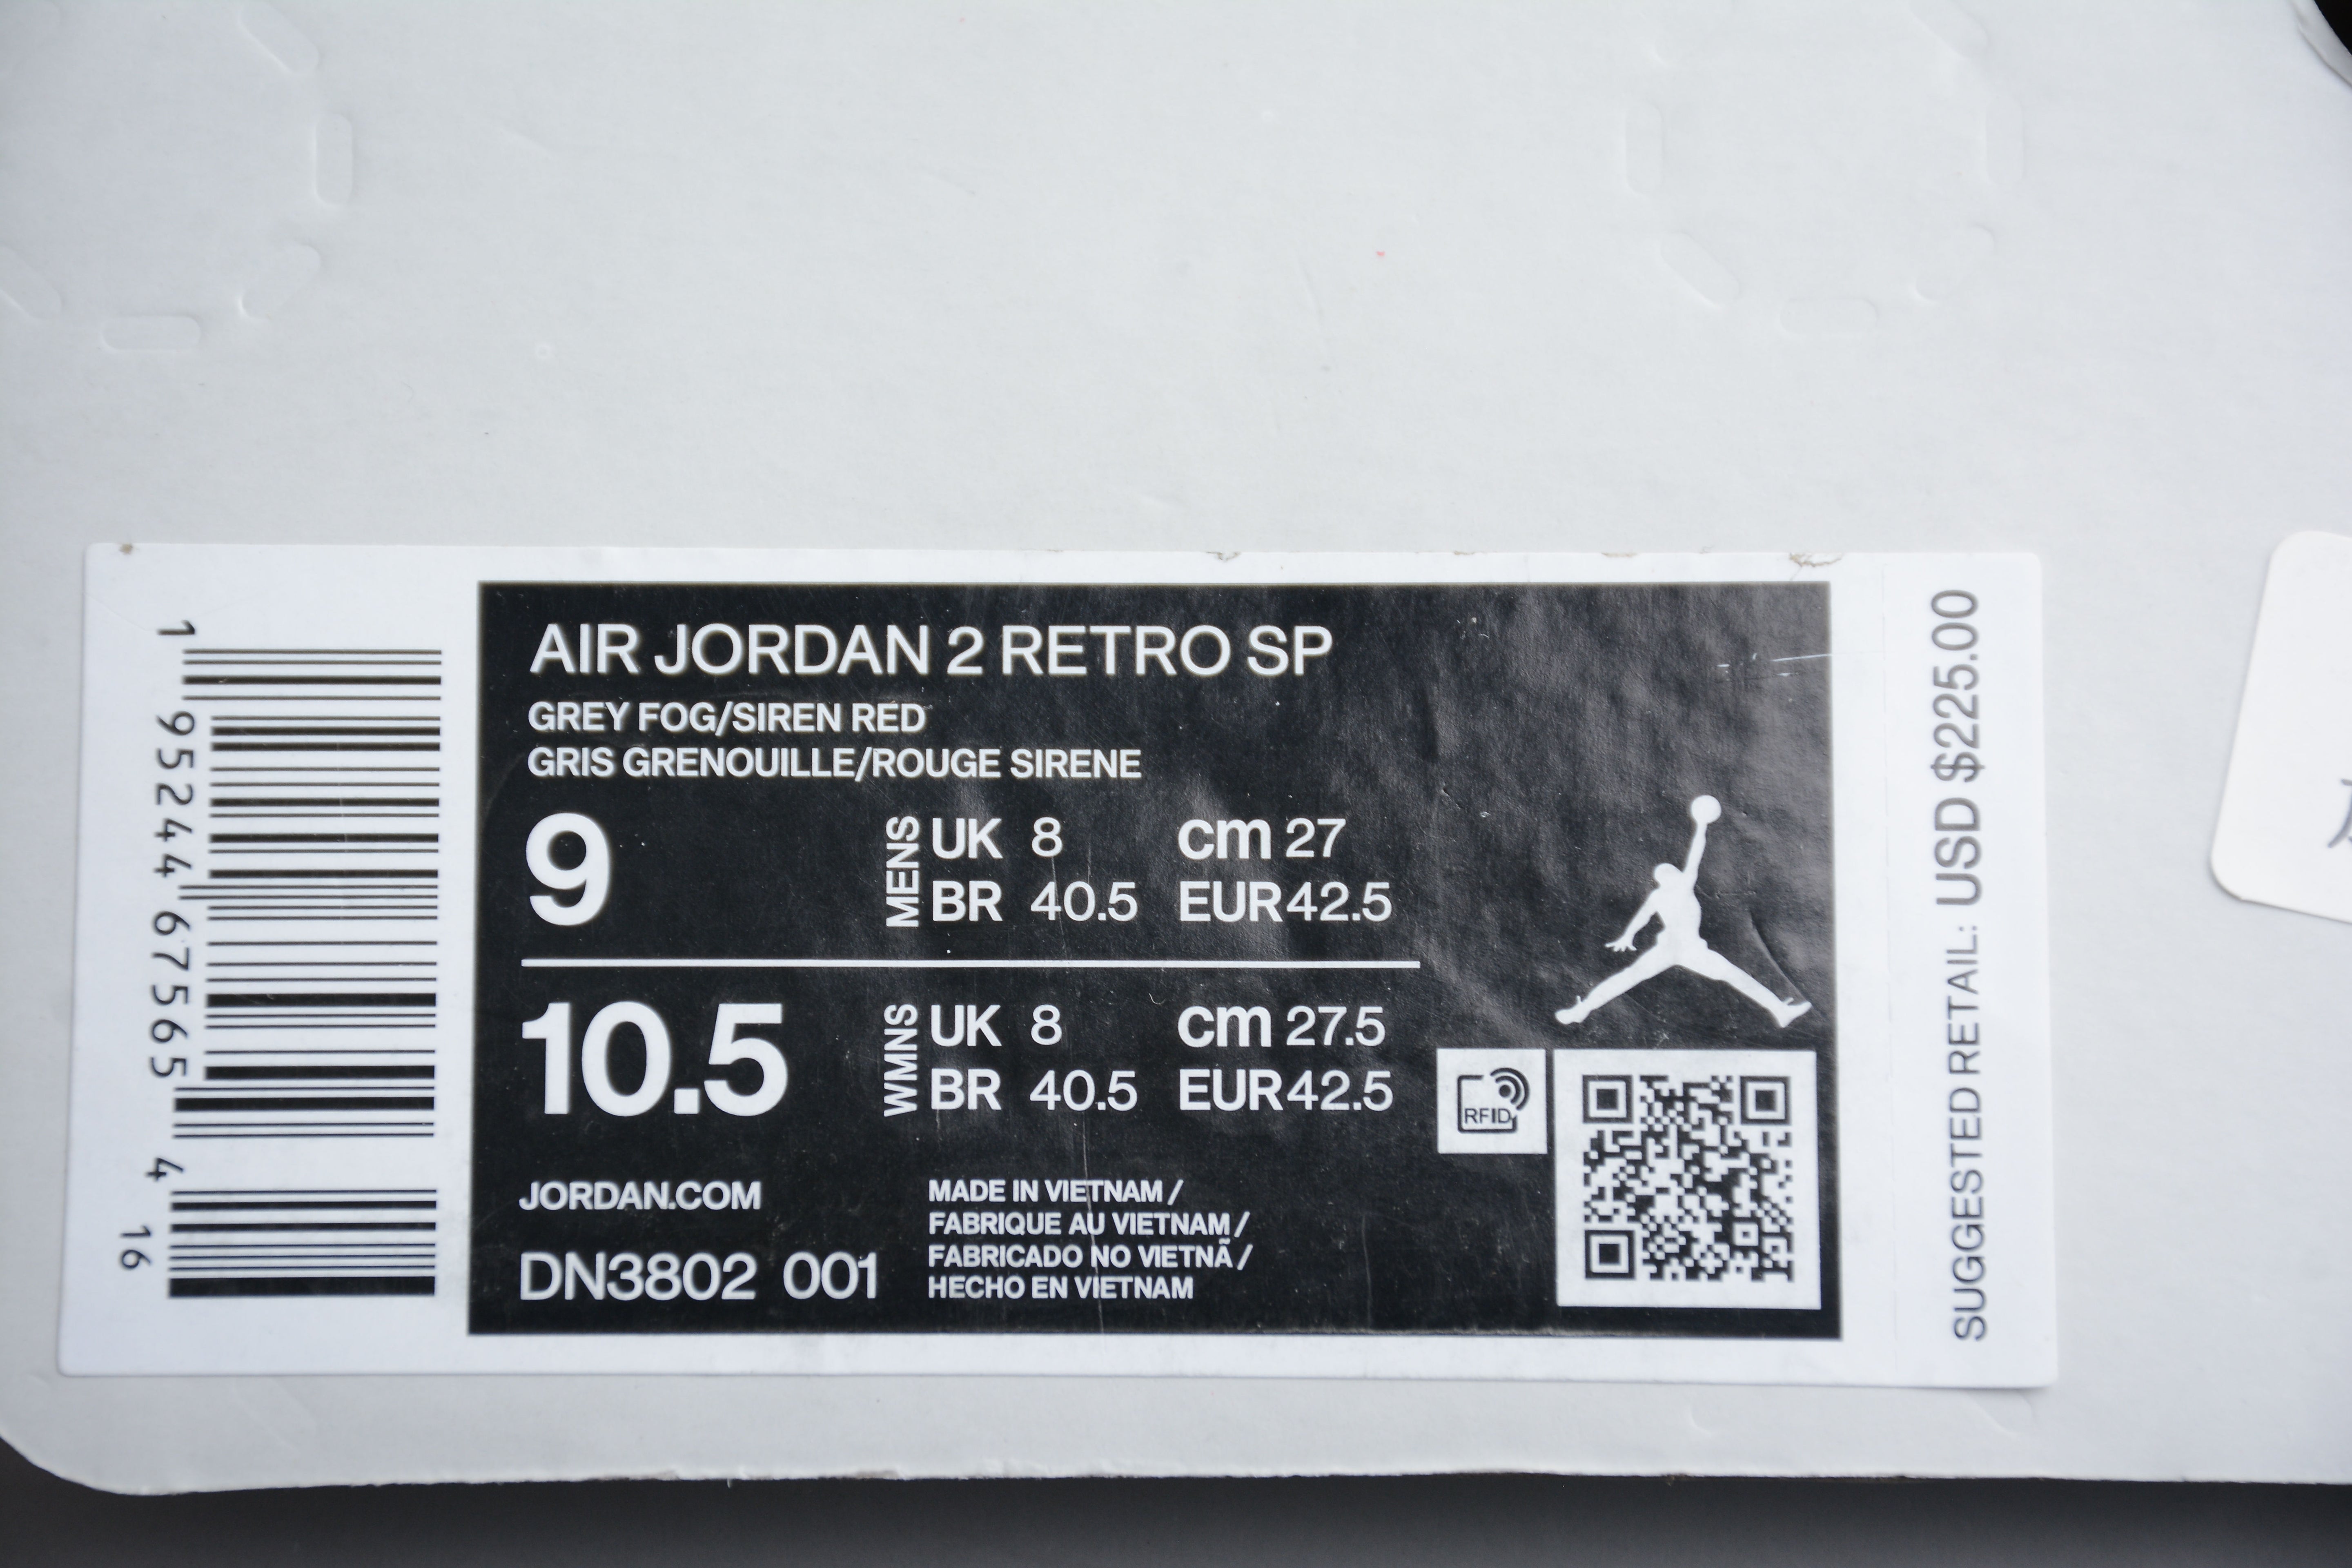 1 95244 67565 4
16
AIR JORDAN 2 RETRO SP
GREY FOG/SIREN RED
GRIS GRENOUILLE/ROUGE SIRENE
9 MENS UK 8 cm 27
BR 40.5 EUR 42.5
10.5 WMNS UK 8 cm 27.5
BR 40.5 EUR 42.5
RFID
JORDAN.COM
DN3802 001
MADE IN VIETNAM /
FABRIQUE AU VIETNAM /
FABRICADO NO VIETNÃ /
HECHO EN VIETNAM
SUGGESTED RETAIL: USD $225.00